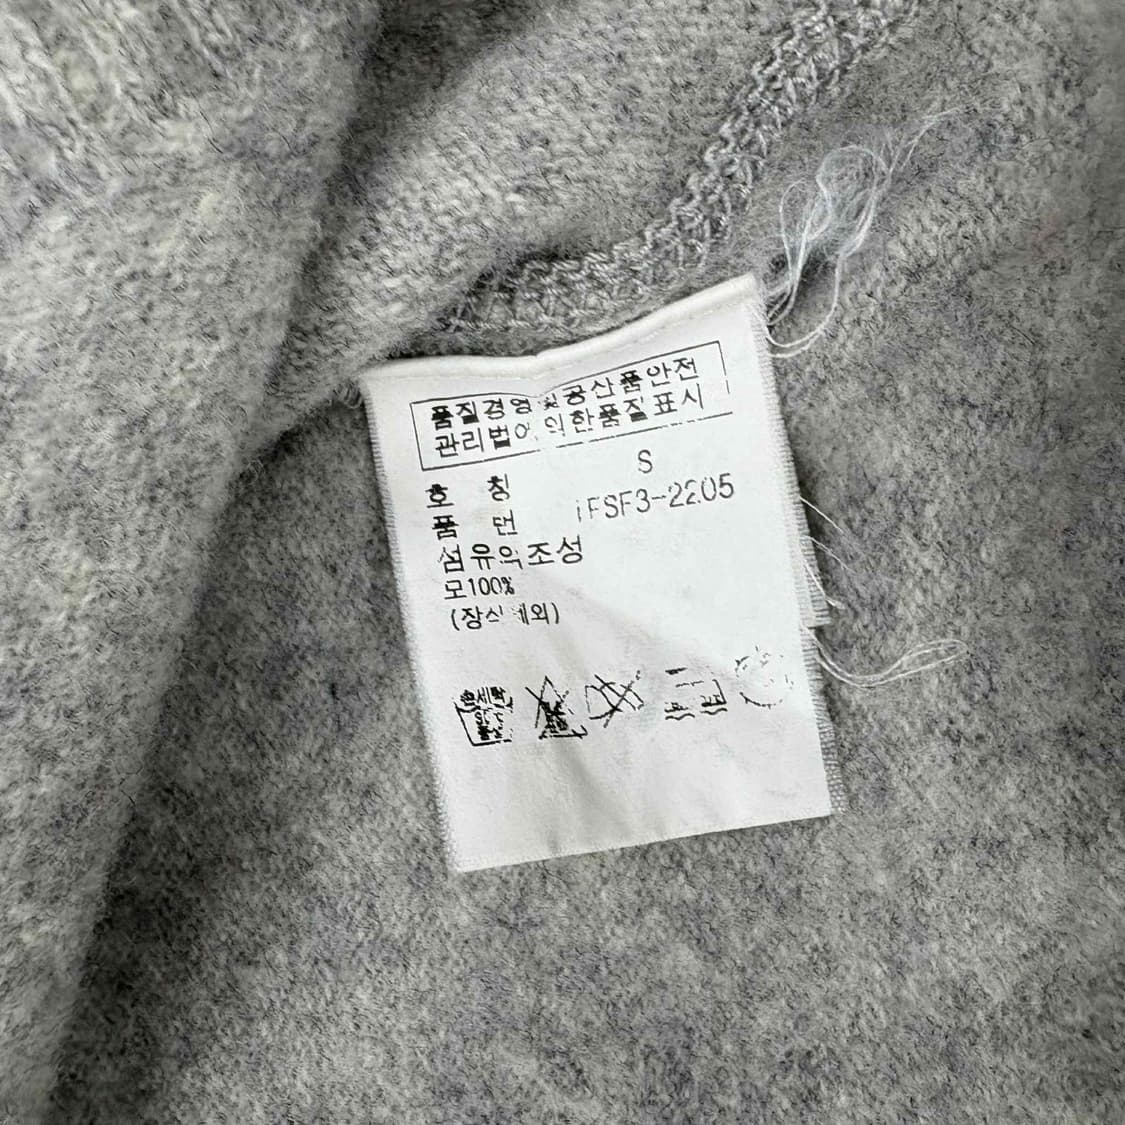 품질경영및공산품안전
관리법에의한품질표시
호 칭 S
품 번 iFSF3-2205
섬유의조성
모100%
(장식제외)